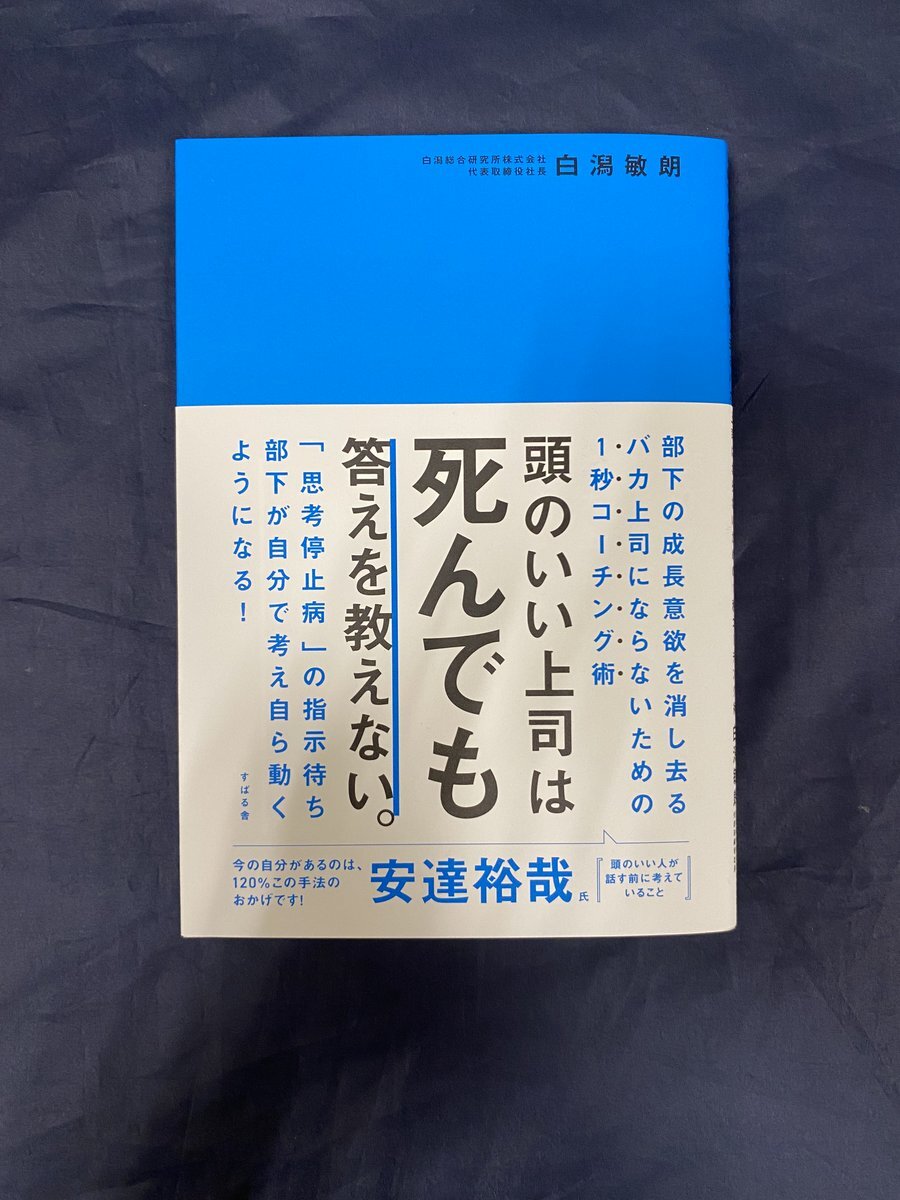 白潟総合研究所株式会社
代表取締役社長
白潟敏朗
部下の成長意欲を消し去る
バカ上司にならないための
1秒コーチング術
頭のいい上司は
死んでも
答えを教えない。
「思考停止病」の指示待ち
部下が自分で考え自ら動く
ようになる!
すばる舎
今の自分があるのは、
120%この手法の
おかげです!
安達裕哉氏
『頭のいい人が
話す前に考えて
いること』